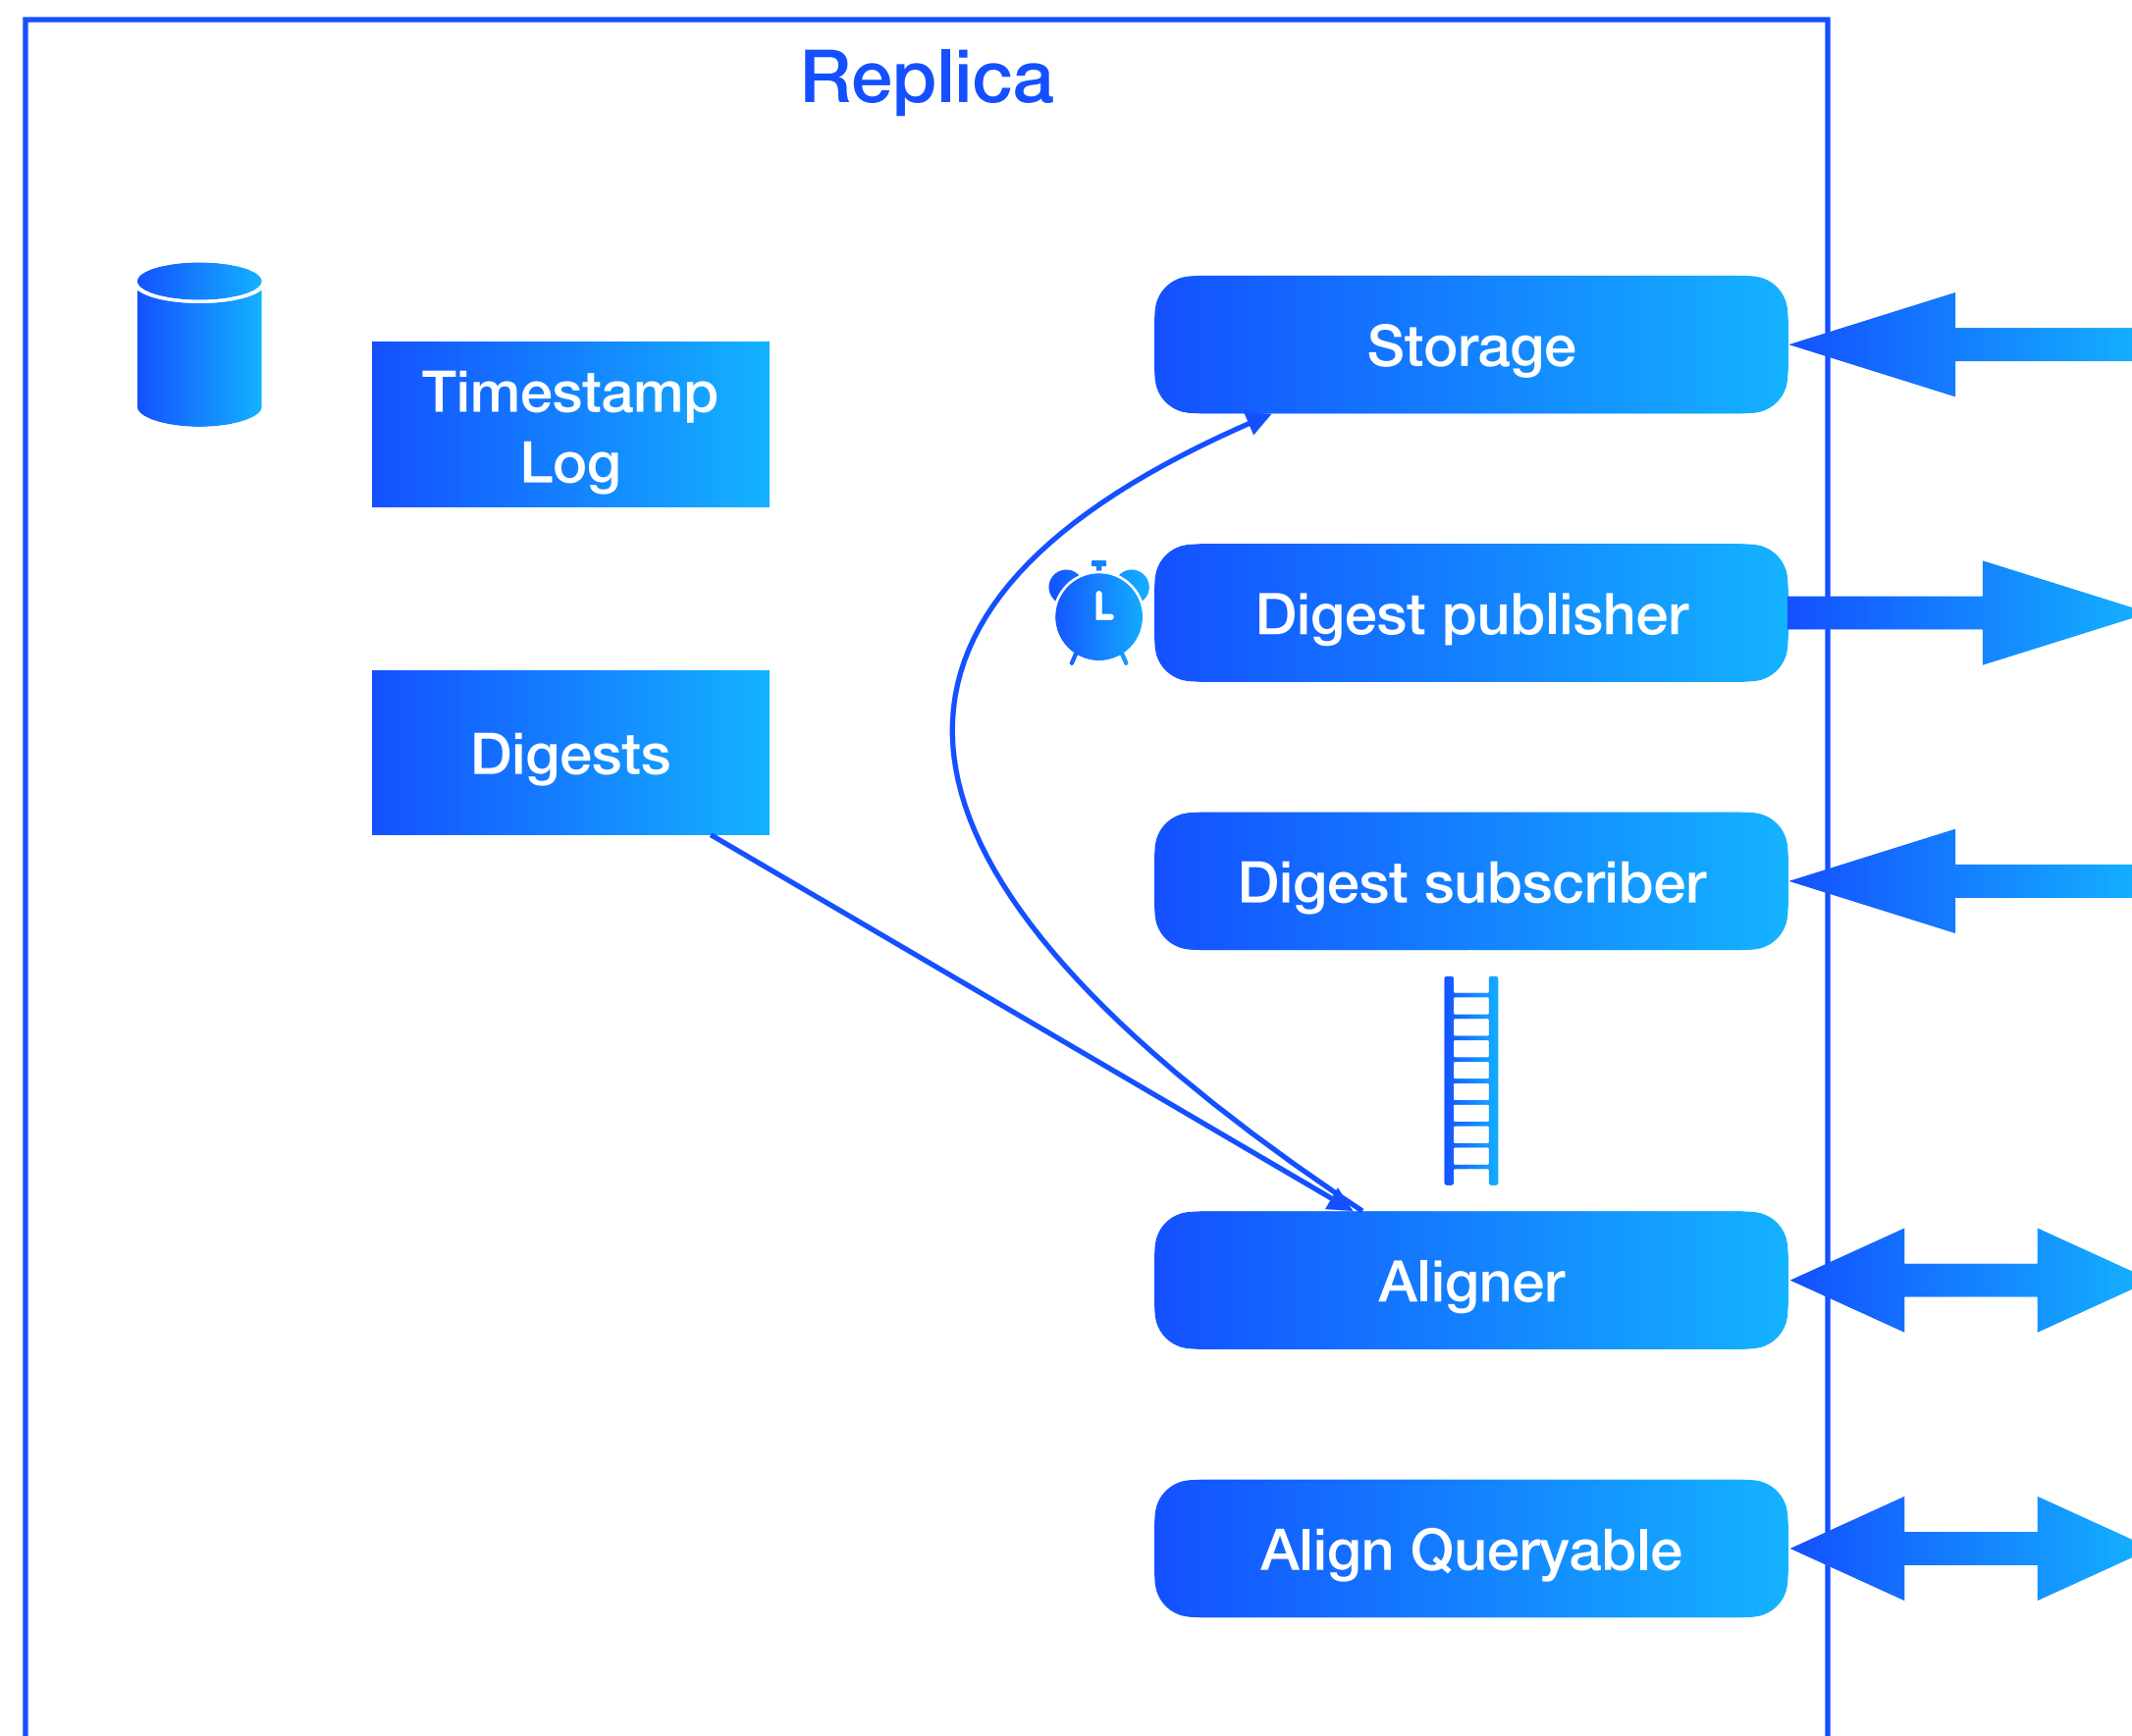 Replica
Timestamp
Log
Digests
Storage
Digest publisher
Digest subscriber
Aligner
Align Queryable